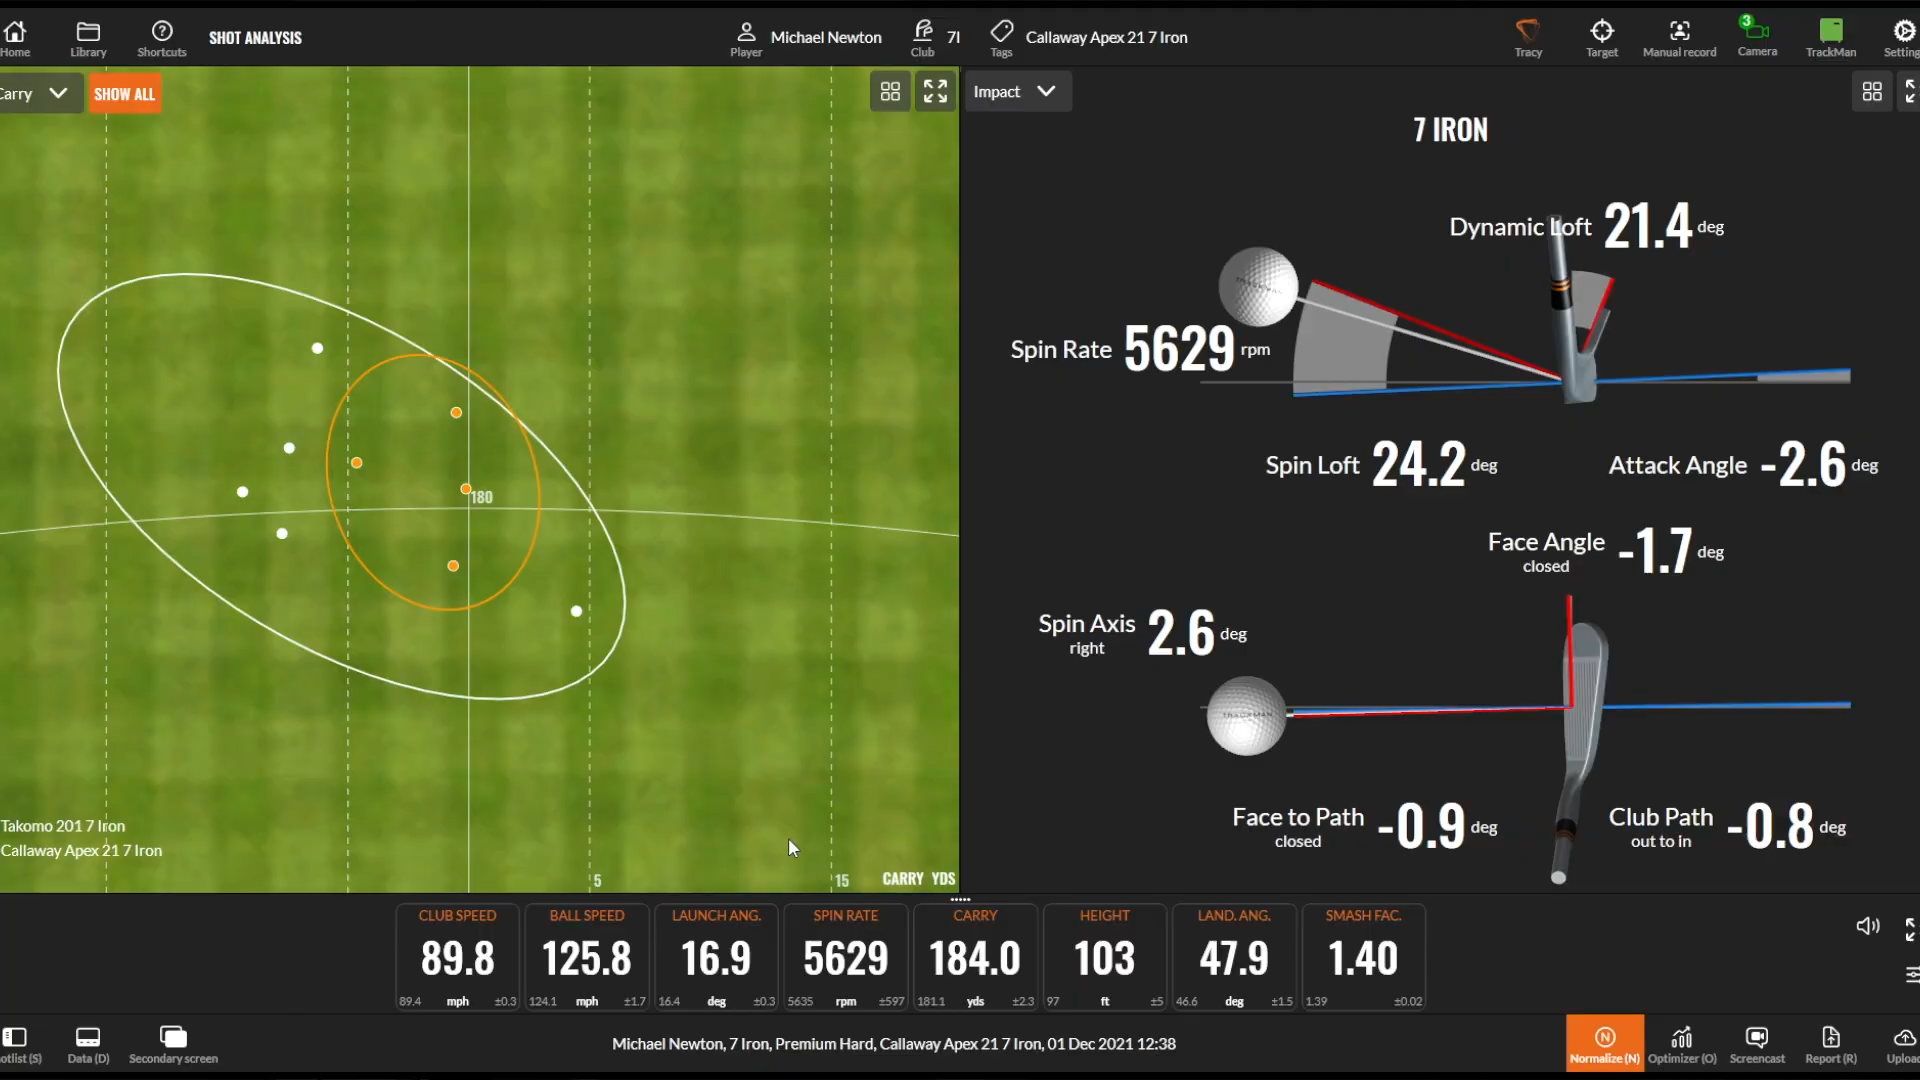 Home
Library
Shortcuts
SHOT ANALYSIS
Player
Michael Newton
Club
7I
Tags
Callaway Apex 21 7 Iron
Tracy
Target
Manual record
3
Camera
TrackMan
Setting
Carry
SHOW ALL
180
Takomo 201 7 Iron
Callaway Apex 21 7 Iron
5
15
CARRY YDS
Impact
7 IRON
Dynamic Loft 21.4 deg
Spin Rate 5629 rpm
Spin Loft 24.2 deg
Attack Angle -2.6 deg
Face Angle -1.7 deg
closed
Spin Axis 2.6 deg
right
TRACKMAN
Face to Path -0.9 deg
closed
Club Path -0.8 deg
out to in
CLUB SPEED
89.8
89.4 mph ±0.3
BALL SPEED
125.8
124.1 mph ±1.7
LAUNCH ANG.
16.9
16.4 deg ±0.3
SPIN RATE
5629
5635 rpm ±597
CARRY
184.0
181.1 yds ±2.3
HEIGHT
103
97 ft ±5
LAND. ANG.
47.9
46.6 deg ±1.5
SMASH FAC.
1.40
1.39 ±0.02
otlist (S)
Data (D)
Secondary screen
Michael Newton, 7 Iron, Premium Hard, Callaway Apex 21 7 Iron, 01 Dec 2021 12:38
N
Normalize (N)
Optimizer (O)
Screencast
Report (R)
Upload